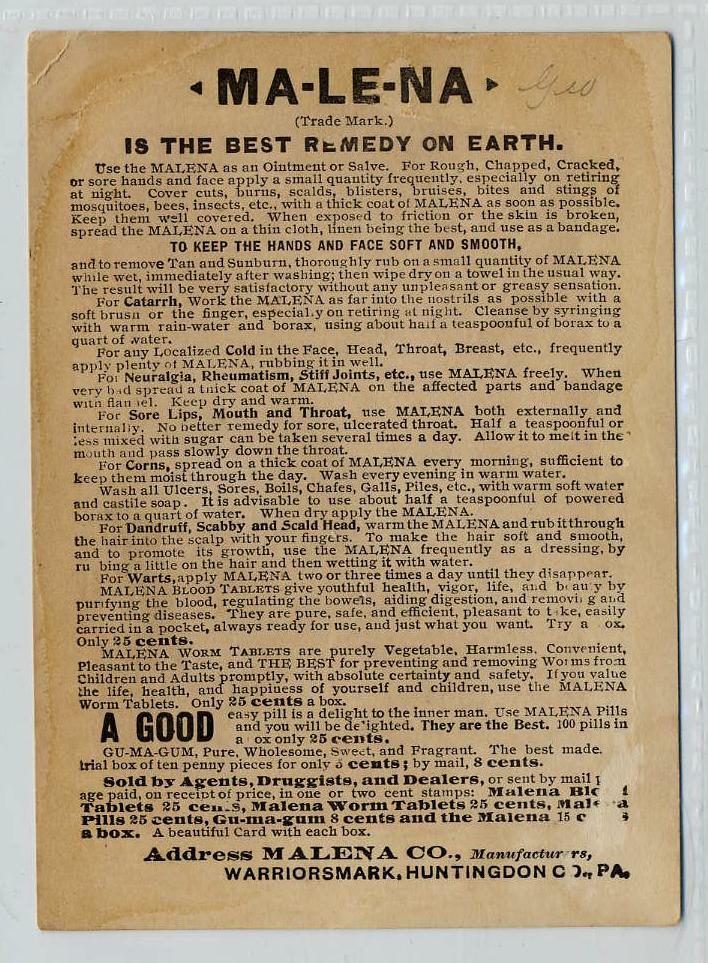 MA-LE-NA Geo
(Trade Mark.)
IS THE BEST REMEDY ON EARTH.
Use the MALENA as an Ointment or Salve. For Rough, Chapped, Cracked,
or sore hands and face apply a small quantity frequently, especially on retiring
at night. Cover cuts, burns, scalds, blisters, bruises, bites and stings of
mosquitoes, bees, insects, etc., with a thick coat of MALENA as soon as possible.
Keep them well covered. When exposed to friction or the skin is broken,
spread the MALENA on a thin cloth, linen being the best, and use as a bandage.
TO KEEP THE HANDS AND FACE SOFT AND SMOOTH,
and to remove Tan and Sunburn, thoroughly rub on a small quantity of MALENA
while wet, immediately after washing; then wipe dry on a towel in the usual way.
The result will be very satisfactory without any unpleasant or greasy sensation.
For Catarrh, Work the MALENA as far into the nostrils as possible with a
soft brush or the finger, especially on retiring at night. Cleanse by syringing
with warm rain-water and borax, using about half a teaspoonful of borax to a
quart of water.
For any Localized Cold in the Face, Head, Throat, Breast, etc., frequently
apply plenty of MALENA, rubbing it in well.
For Neuralgia, Rheumatism, Stiff Joints, etc., use MALENA freely. When
very bad spread a thick coat of MALENA on the affected parts and bandage
with flannel. Keep dry and warm.
For Sore Lips, Mouth and Throat, use MALENA both externally and
internally. No better remedy for sore, ulcerated throat. Half a teaspoonful or
less mixed with sugar can be taken several times a day. Allow it to melt in the
mouth and pass slowly down the throat.
For Corns, spread on a thick coat of MALENA every morning, sufficient to
keep them moist through the day. Wash every evening in warm water.
Wash all Ulcers, Sores, Boils, Chafes, Galls, Piles, etc., with warm soft water
and castile soap. It is advisable to use about half a teaspoonful of powered
borax to a quart of water. When dry apply the MALENA.
For Dandruff, Scabby and Scald Head, warm the MALENA and rub it through
the hair into the scalp with your fingers. To make the hair soft and smooth,
and to promote its growth, use the MALENA frequently as a dressing, by
ru bing a little on the hair and then wetting it with water.
For Warts, apply MALENA two or three times a day until they disappear.
MALENA BLOOD TABLETS give youthful health, vigor, life, and beauty by
purifying the blood, regulating the bowels, aiding digestion, and removing and
preventing diseases. They are pure, safe, and efficient, pleasant to take, easily
carried in a pocket, always ready for use, and just what you want. Try a ox.
Only 25 cents.
MALENA WORM TABLETS are purely Vegetable, Harmless, Convenient,
Pleasant to the Taste, and THE BEST for preventing and removing Worms from
Children and Adults promptly, with absolute certainty and safety. If you value
the life, health, and happiness of yourself and children, use the MALENA
Worm Tablets. Only 25 cents a box.
A GOOD easy pill is a delight to the inner man. Use MALENA Pills
and you will be delighted. They are the Best. 100 pills in
a ox only 25 cents.
GU-MA-GUM, Pure, Wholesome, Sweet, and Fragrant. The best made.
trial box of ten penny pieces for only 5 cents; by mail, 8 cents.
Sold by Agents, Druggists, and Dealers, or sent by mail
age paid, on receipt of price, in one or two cent stamps: Malena
Tablets 25 cents, Malena Worm Tablets 25 cents, Malena
Pills 25 cents, Gu-ma-gum 8 cents and the Malena 15 c
a box. A beautiful Card with each box.
Address MALENA CO., Manufactur rs,
WARRIORSMARK, HUNTINGDON CO., PA.